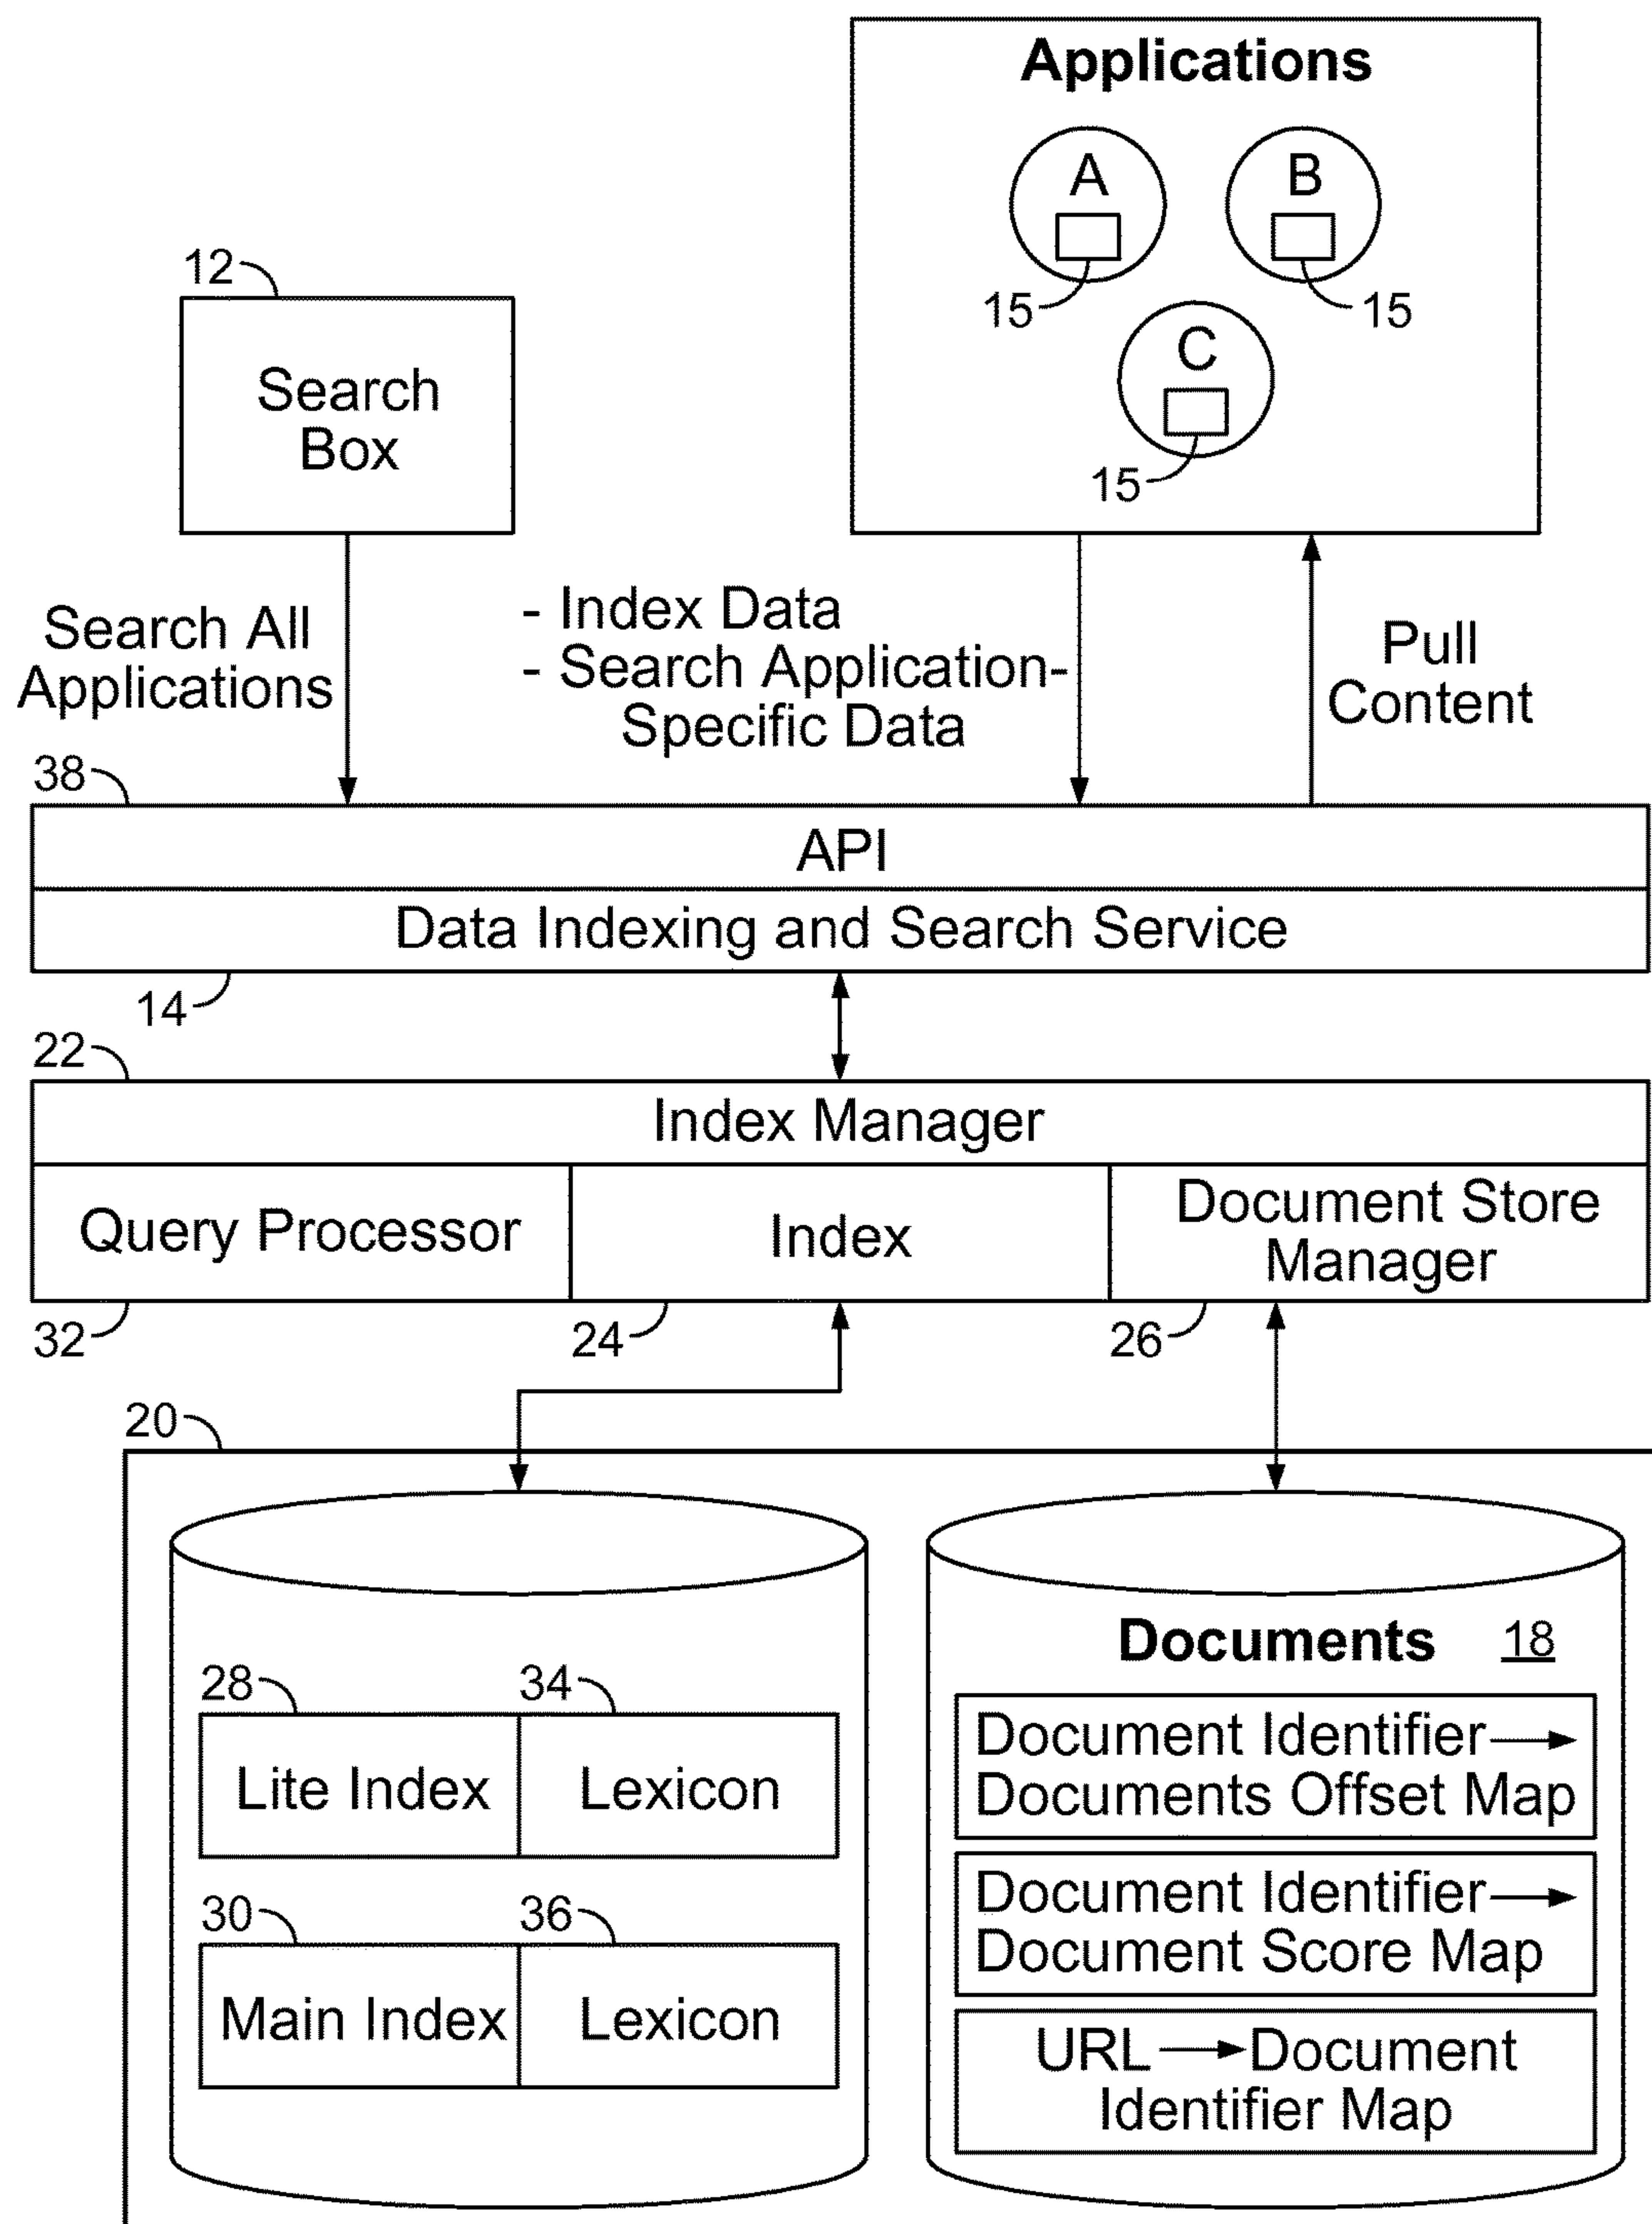 Applications
A
B
15
15
C
15
12
Search
Box
Search All
Applications
- Index Data
- Search Application-
Specific Data
Pull
Content
38
API
Data Indexing and Search Service
14
22
Index Manager
Query Processor
Index
Document Store
Manager
32
24
26
20
28
34
Lite Index
Lexicon
30
36
Main Index
Lexicon
Documents 18
Document Identifier→
Documents Offset Map
Document Identifier→
Document Score Map
URL→Document
Identifier Map